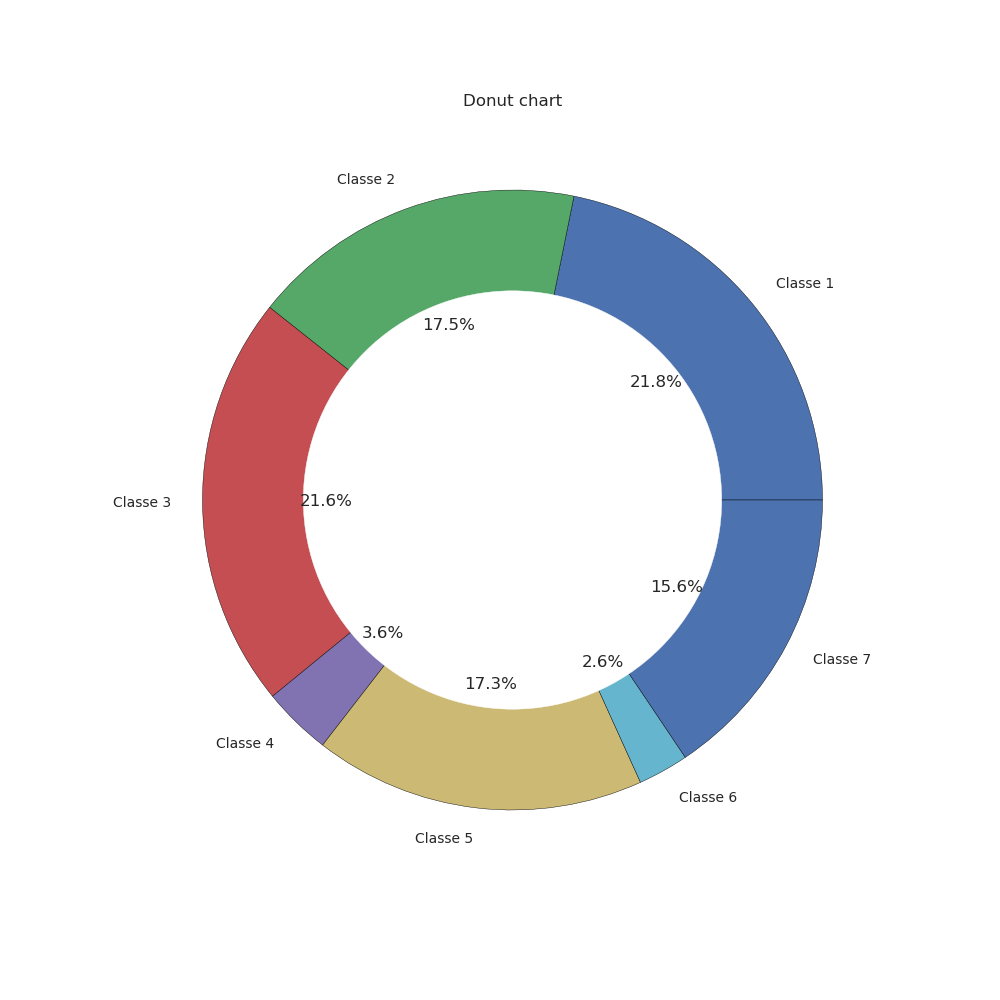 Donut chart
Classe 1
21.8%
Classe 2
17.5%
Classe 3
21.6%
Classe 4
3.6%
Classe 5
17.3%
Classe 6
2.6%
Classe 7
15.6%